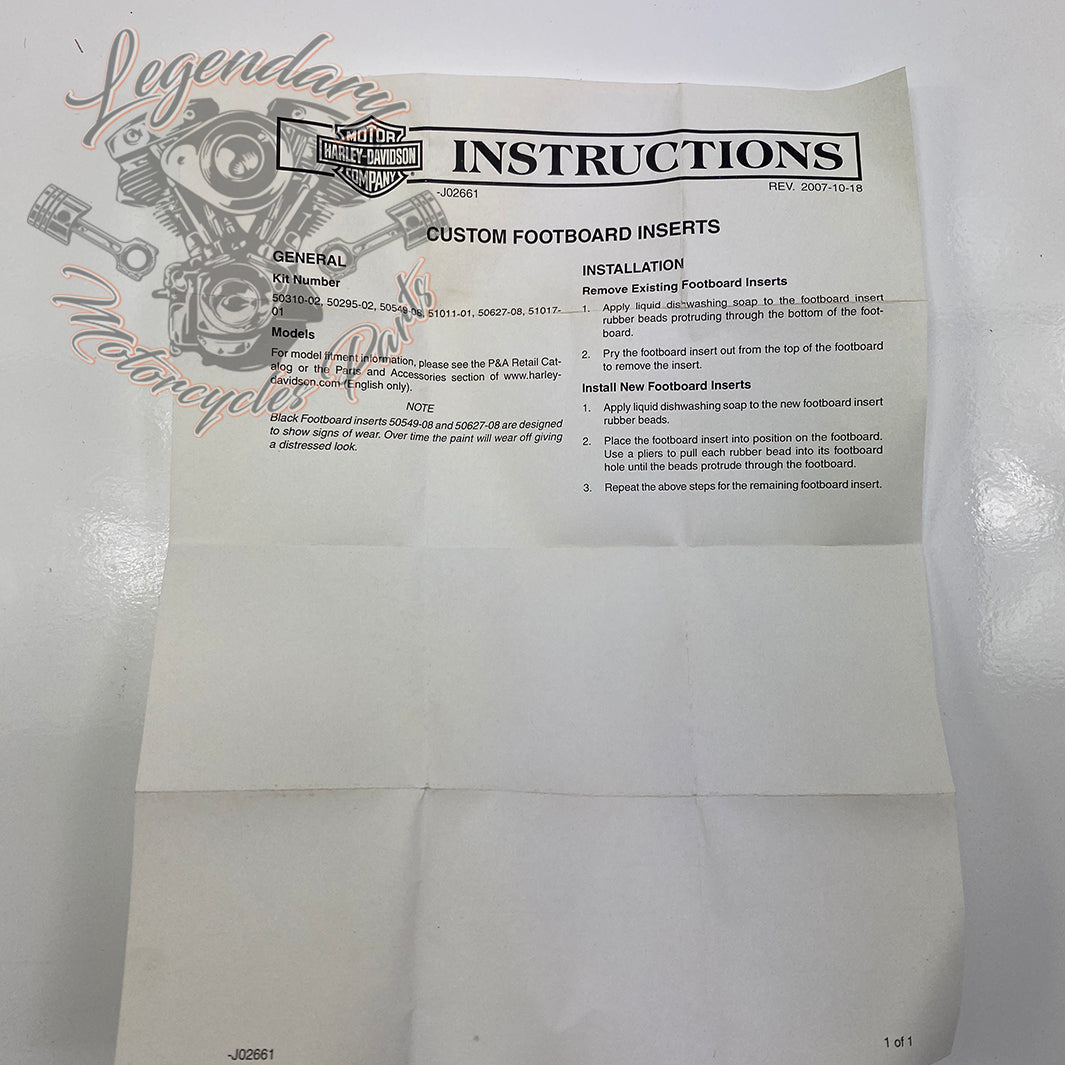 Legendary
Motorcycles Parts
MOTOR
HARLEY-DAVIDSON
COMPANY
INSTRUCTIONS
-J02661
REV. 2007-10-18
CUSTOM FOOTBOARD INSERTS
GENERAL
Kit Number
50310-02, 50295-02, 50549-08, 51011-01, 50627-08, 51017-
01
Models
For model fitment information, please see the P&A Retail Cat-
alog or the Parts and Accessories section of www.harley-
davidson.com (English only).
NOTE
Black Footboard inserts 50549-08 and 50627-08 are designed
to show signs of wear. Over time the paint will wear off giving
a distressed look.
INSTALLATION
Remove Existing Footboard Inserts
1. Apply liquid dishwashing soap to the footboard insert
rubber beads protruding through the bottom of the foot-
board.
2. Pry the footboard insert out from the top of the footboard
to remove the insert.
Install New Footboard Inserts
1. Apply liquid dishwashing soap to the new footboard insert
rubber beads.
2. Place the footboard insert into position on the footboard.
Use a pliers to pull each rubber bead into its footboard
hole until the beads protrude through the footboard.
3. Repeat the above steps for the remaining footboard insert.
-J02661
1 of 1